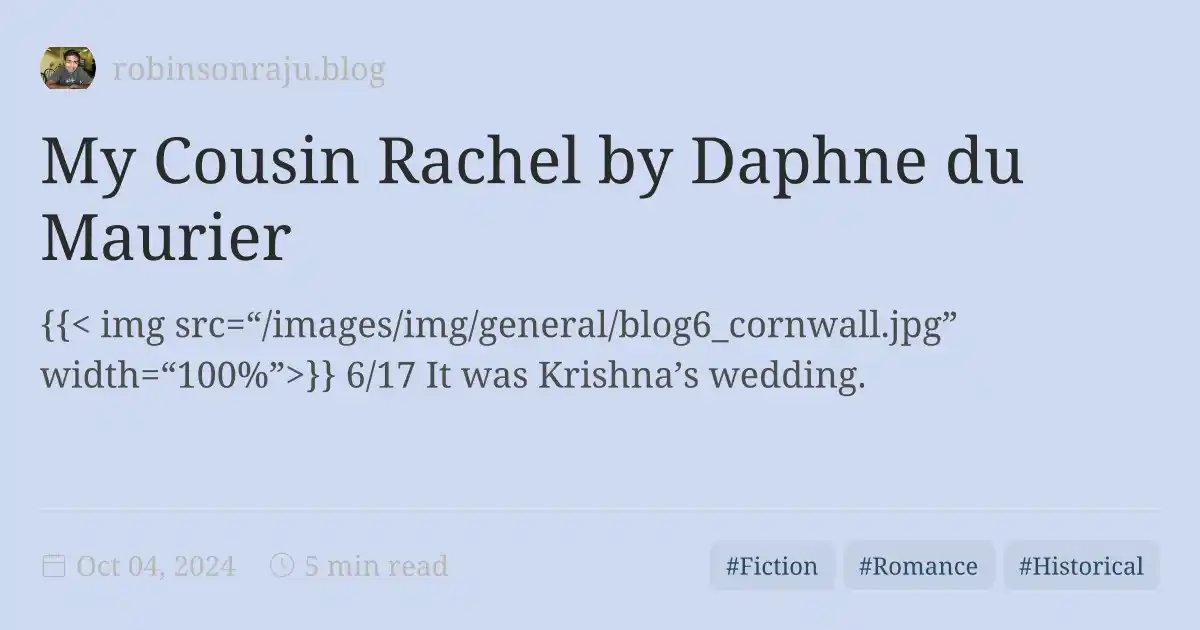 robinsonraju.blog
My Cousin Rachel by Daphne du
Maurier
{{< img src=“/images/img/general/blog6_cornwall.jpg”
width=“100%”>}} 6/17 It was Krishna’s wedding.
Oct 04, 2024
5 min read
#Fiction
#Romance
#Historical